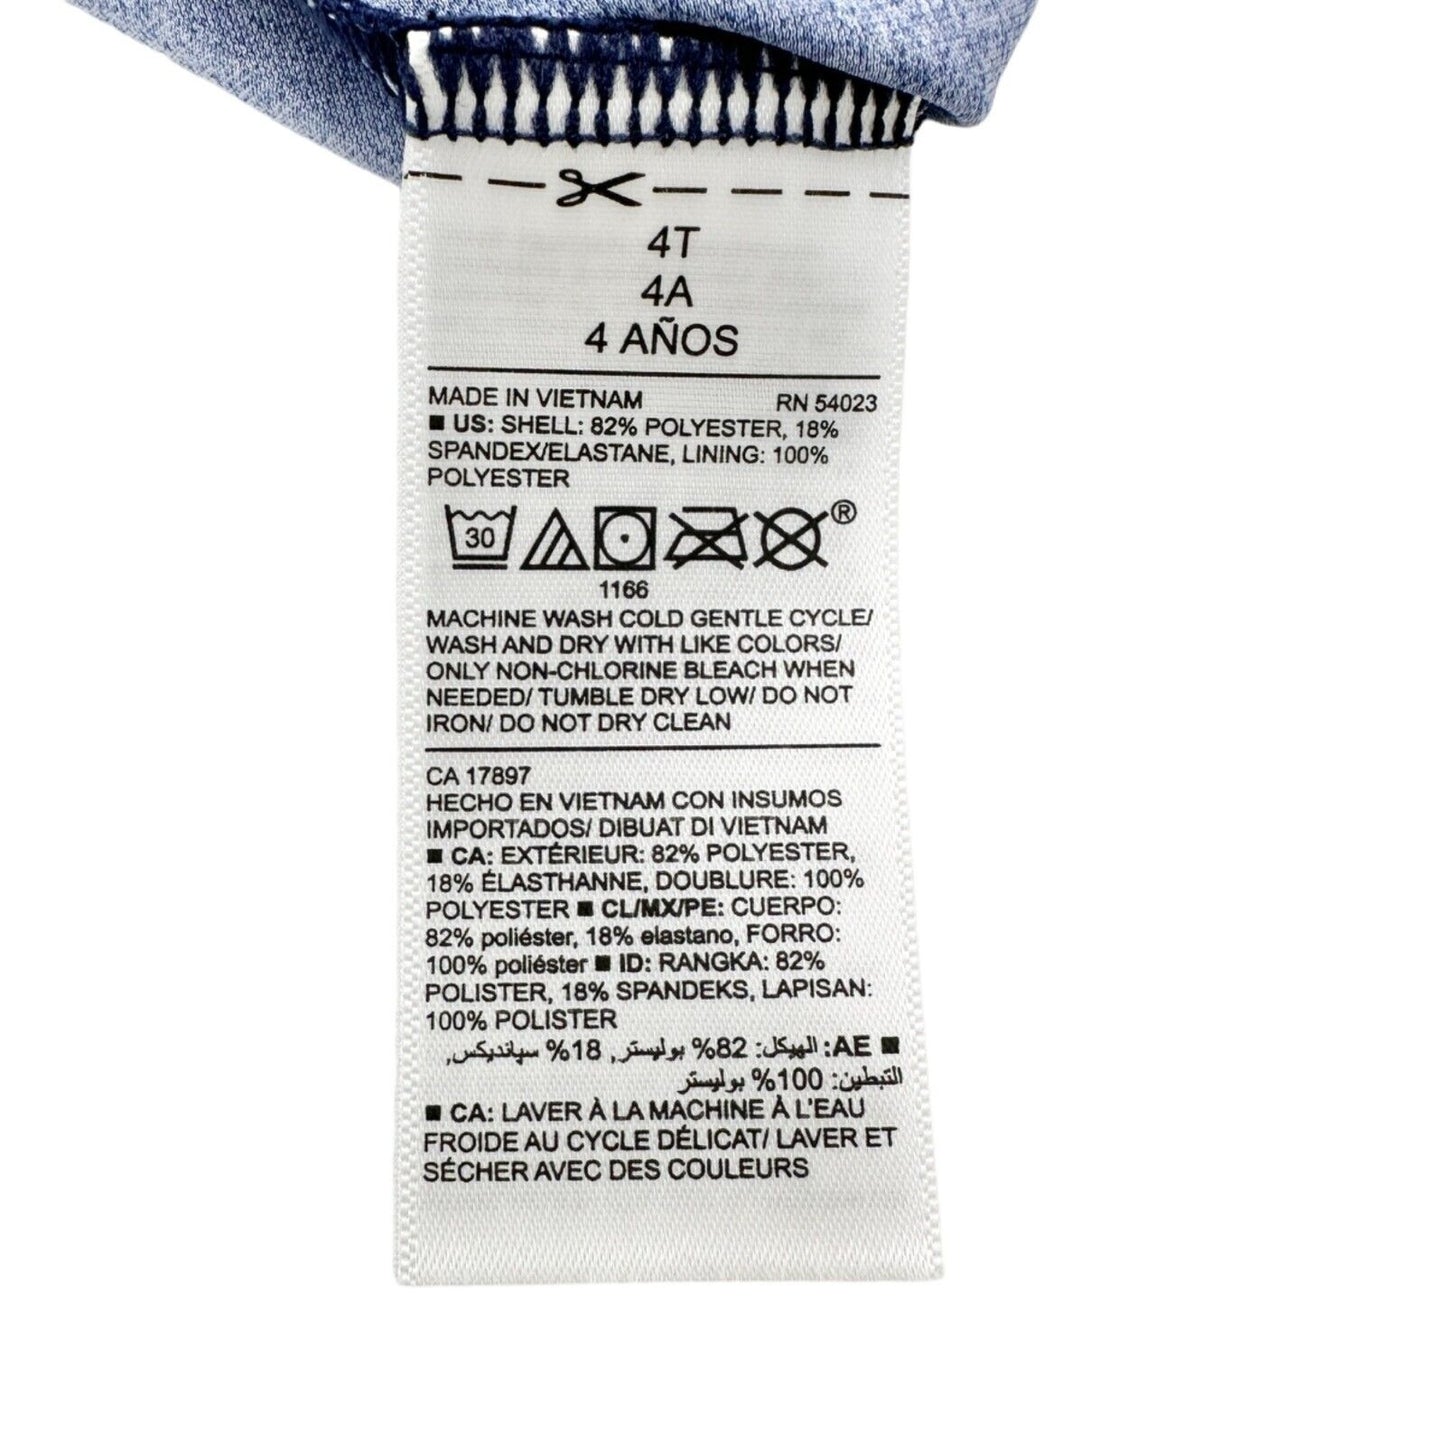 4T
4A
4 AÑOS
MADE IN VIETNAM RN 54023
■ US: SHELL: 82% POLYESTER, 18%
SPANDEX/ELASTANE, LINING: 100%
POLYESTER
30 ®
1166
MACHINE WASH COLD GENTLE CYCLE/
WASH AND DRY WITH LIKE COLORS/
ONLY NON-CHLORINE BLEACH WHEN
NEEDED/ TUMBLE DRY LOW/ DO NOT
IRON/ DO NOT DRY CLEAN
CA 17897
HECHO EN VIETNAM CON INSUMOS
IMPORTADOS/ DIBUAT DI VIETNAM
■ CA: EXTÉRIEUR: 82% POLYESTER,
18% ÉLASTHANNE, DOUBLURE: 100%
POLYESTER ■ CL/MX/PE: CUERPO:
82% poliéster, 18% elastano, FORRO:
100% poliéster ■ ID: RANGKA: 82%
POLISTER, 18% SPANDEKS, LAPISAN:
100% POLISTER
■ AE: الهيكل: 82% بوليستر, 18% سپانديكس,
التبطين: 100% بوليستر
■ CA: LAVER À LA MACHINE À L'EAU
FROIDE AU CYCLE DÉLICAT/ LAVER ET
SÉCHER AVEC DES COULEURS